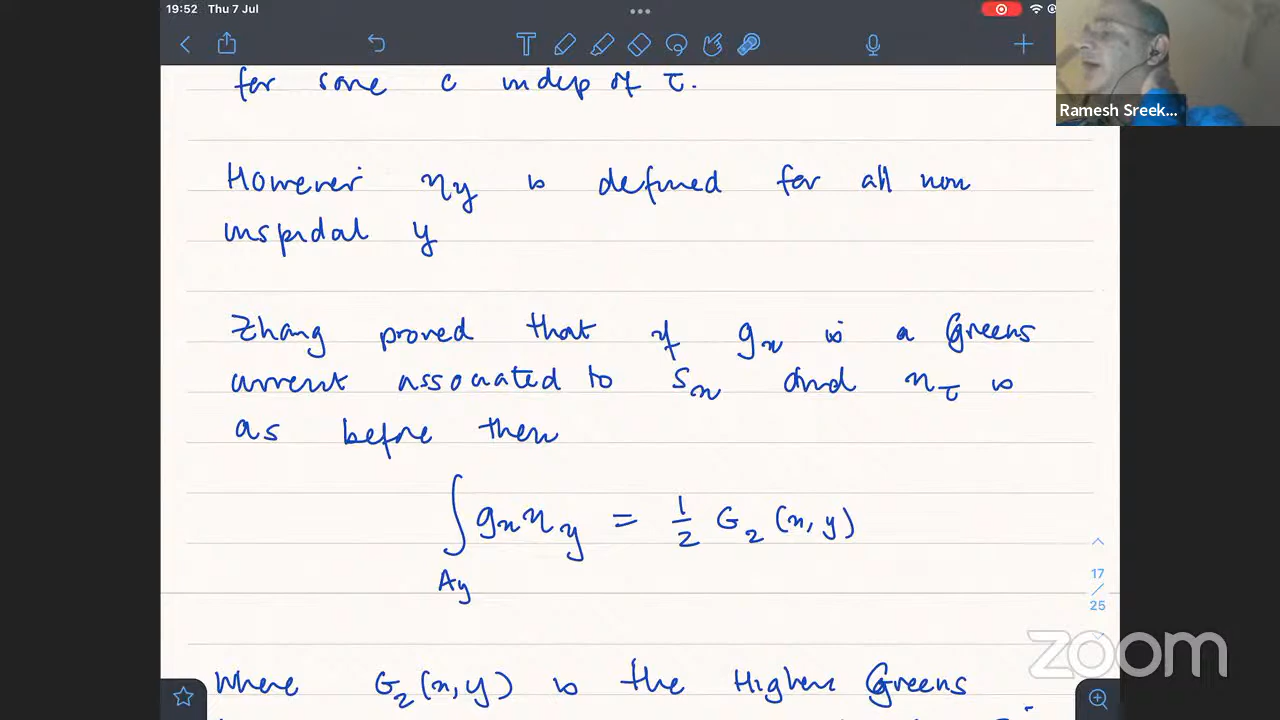 19:52 Thu 7 Jul
Ramesh Sreek...
for some c indep of τ.
However η_y is defined for all non
cuspidal y
Zhang proved that if g_x is a Greens
current associated to S_x and η_τ is
as before then
∫_{A_y} g_x η_y = 1/2 G_2 (x, y)
17
/
25
zoom
Where G_2(x, y) is the Higher Greens